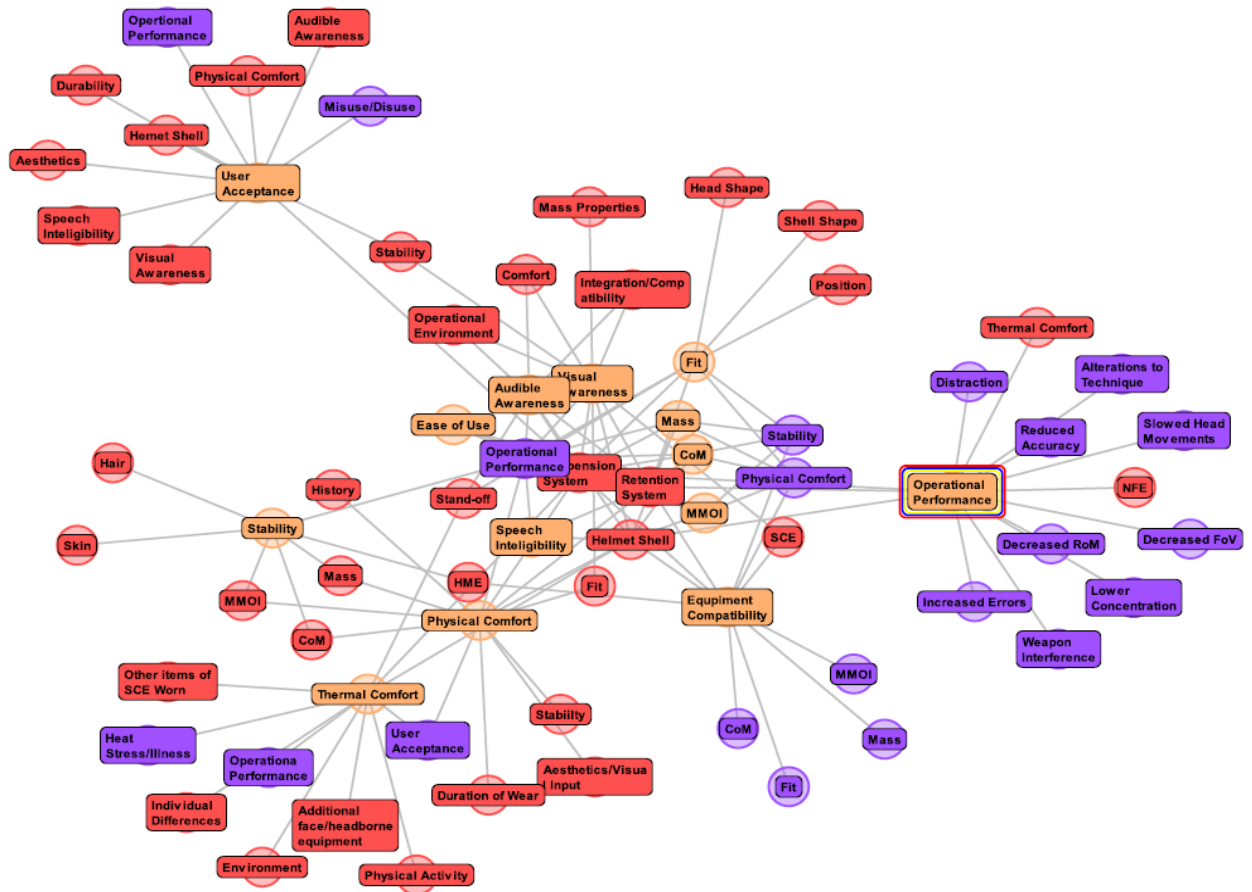 Opertional
Performance
Audible
Awareness
Physical Comfort
Durability
Misuse/Disuse
Hemet Shell
Aesthetics
User
Acceptance
Speech
Inteligibility
Visual
Awareness
Head Shape
Mass Properties
Shell Shape
Stability
Comfort
Integration/Comp
atibility
Position
Operational
Environment
Thermal Comfort
Fit
Visual
Awareness
Audible
Awareness
Distraction
Alterations to
Technique
Ease of Use
Mass
Stability
Reduced
Accuracy
Slowed Head
Movements
Operational
Performance
pension
System
CoM
Physical Comfort
Hair
History
Stand-off
Retention
System
Operational
Performance
NFE
MMOI
Stability
Speech
Inteligibility
Helmet Shell
SCE
Skin
Decreased RoM
Decreased FoV
Mass
HME
Fit
MMOI
Equpiment
Compatibility
Increased Errors
Lower
Concentration
Physical Comfort
CoM
Weapon
Interference
Other items of
SCE Worn
MMOI
Thermal Comfort
Stabiilty
CoM
Mass
Heat
Stress/Illness
User
Acceptance
Operationa
Performance
Aesthetics/Visua
l Input
Fit
Duration of Wear
Individual
Differences
Additional
face/headborne
equipment
Environment
Physical Activity